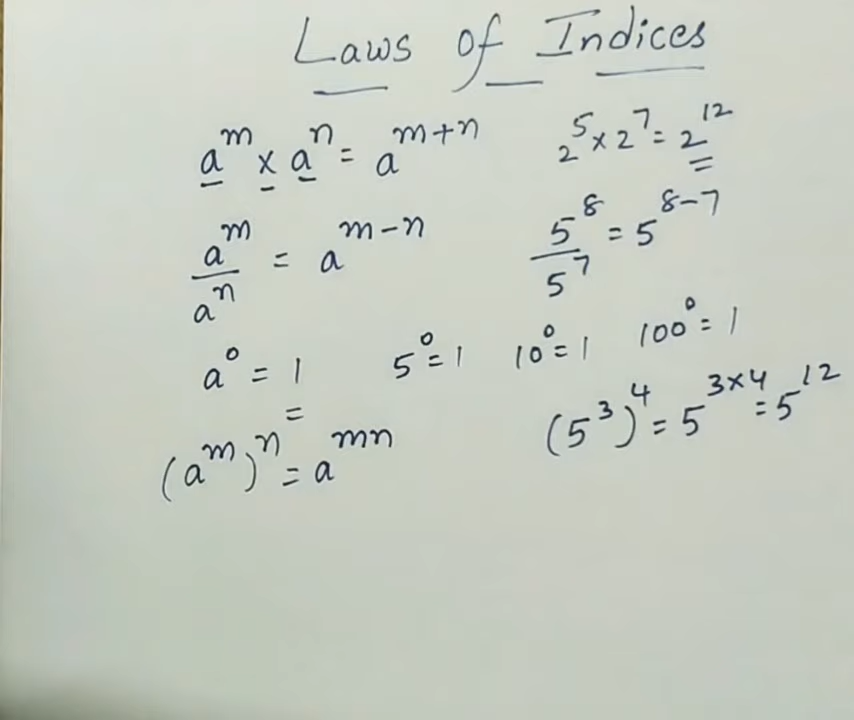 Laws of Indices
a^m × a^n = a^(m+n)    2^5 × 2^7 = 2^12
a^m/a^n = a^(m-n)    5^8/5^7 = 5^(8-7)
a^0 = 1    5^0 = 1    10^0 = 1    100^0 = 1
(a^m)^n = a^(mn)    (5^3)^4 = 5^(3×4) = 5^12